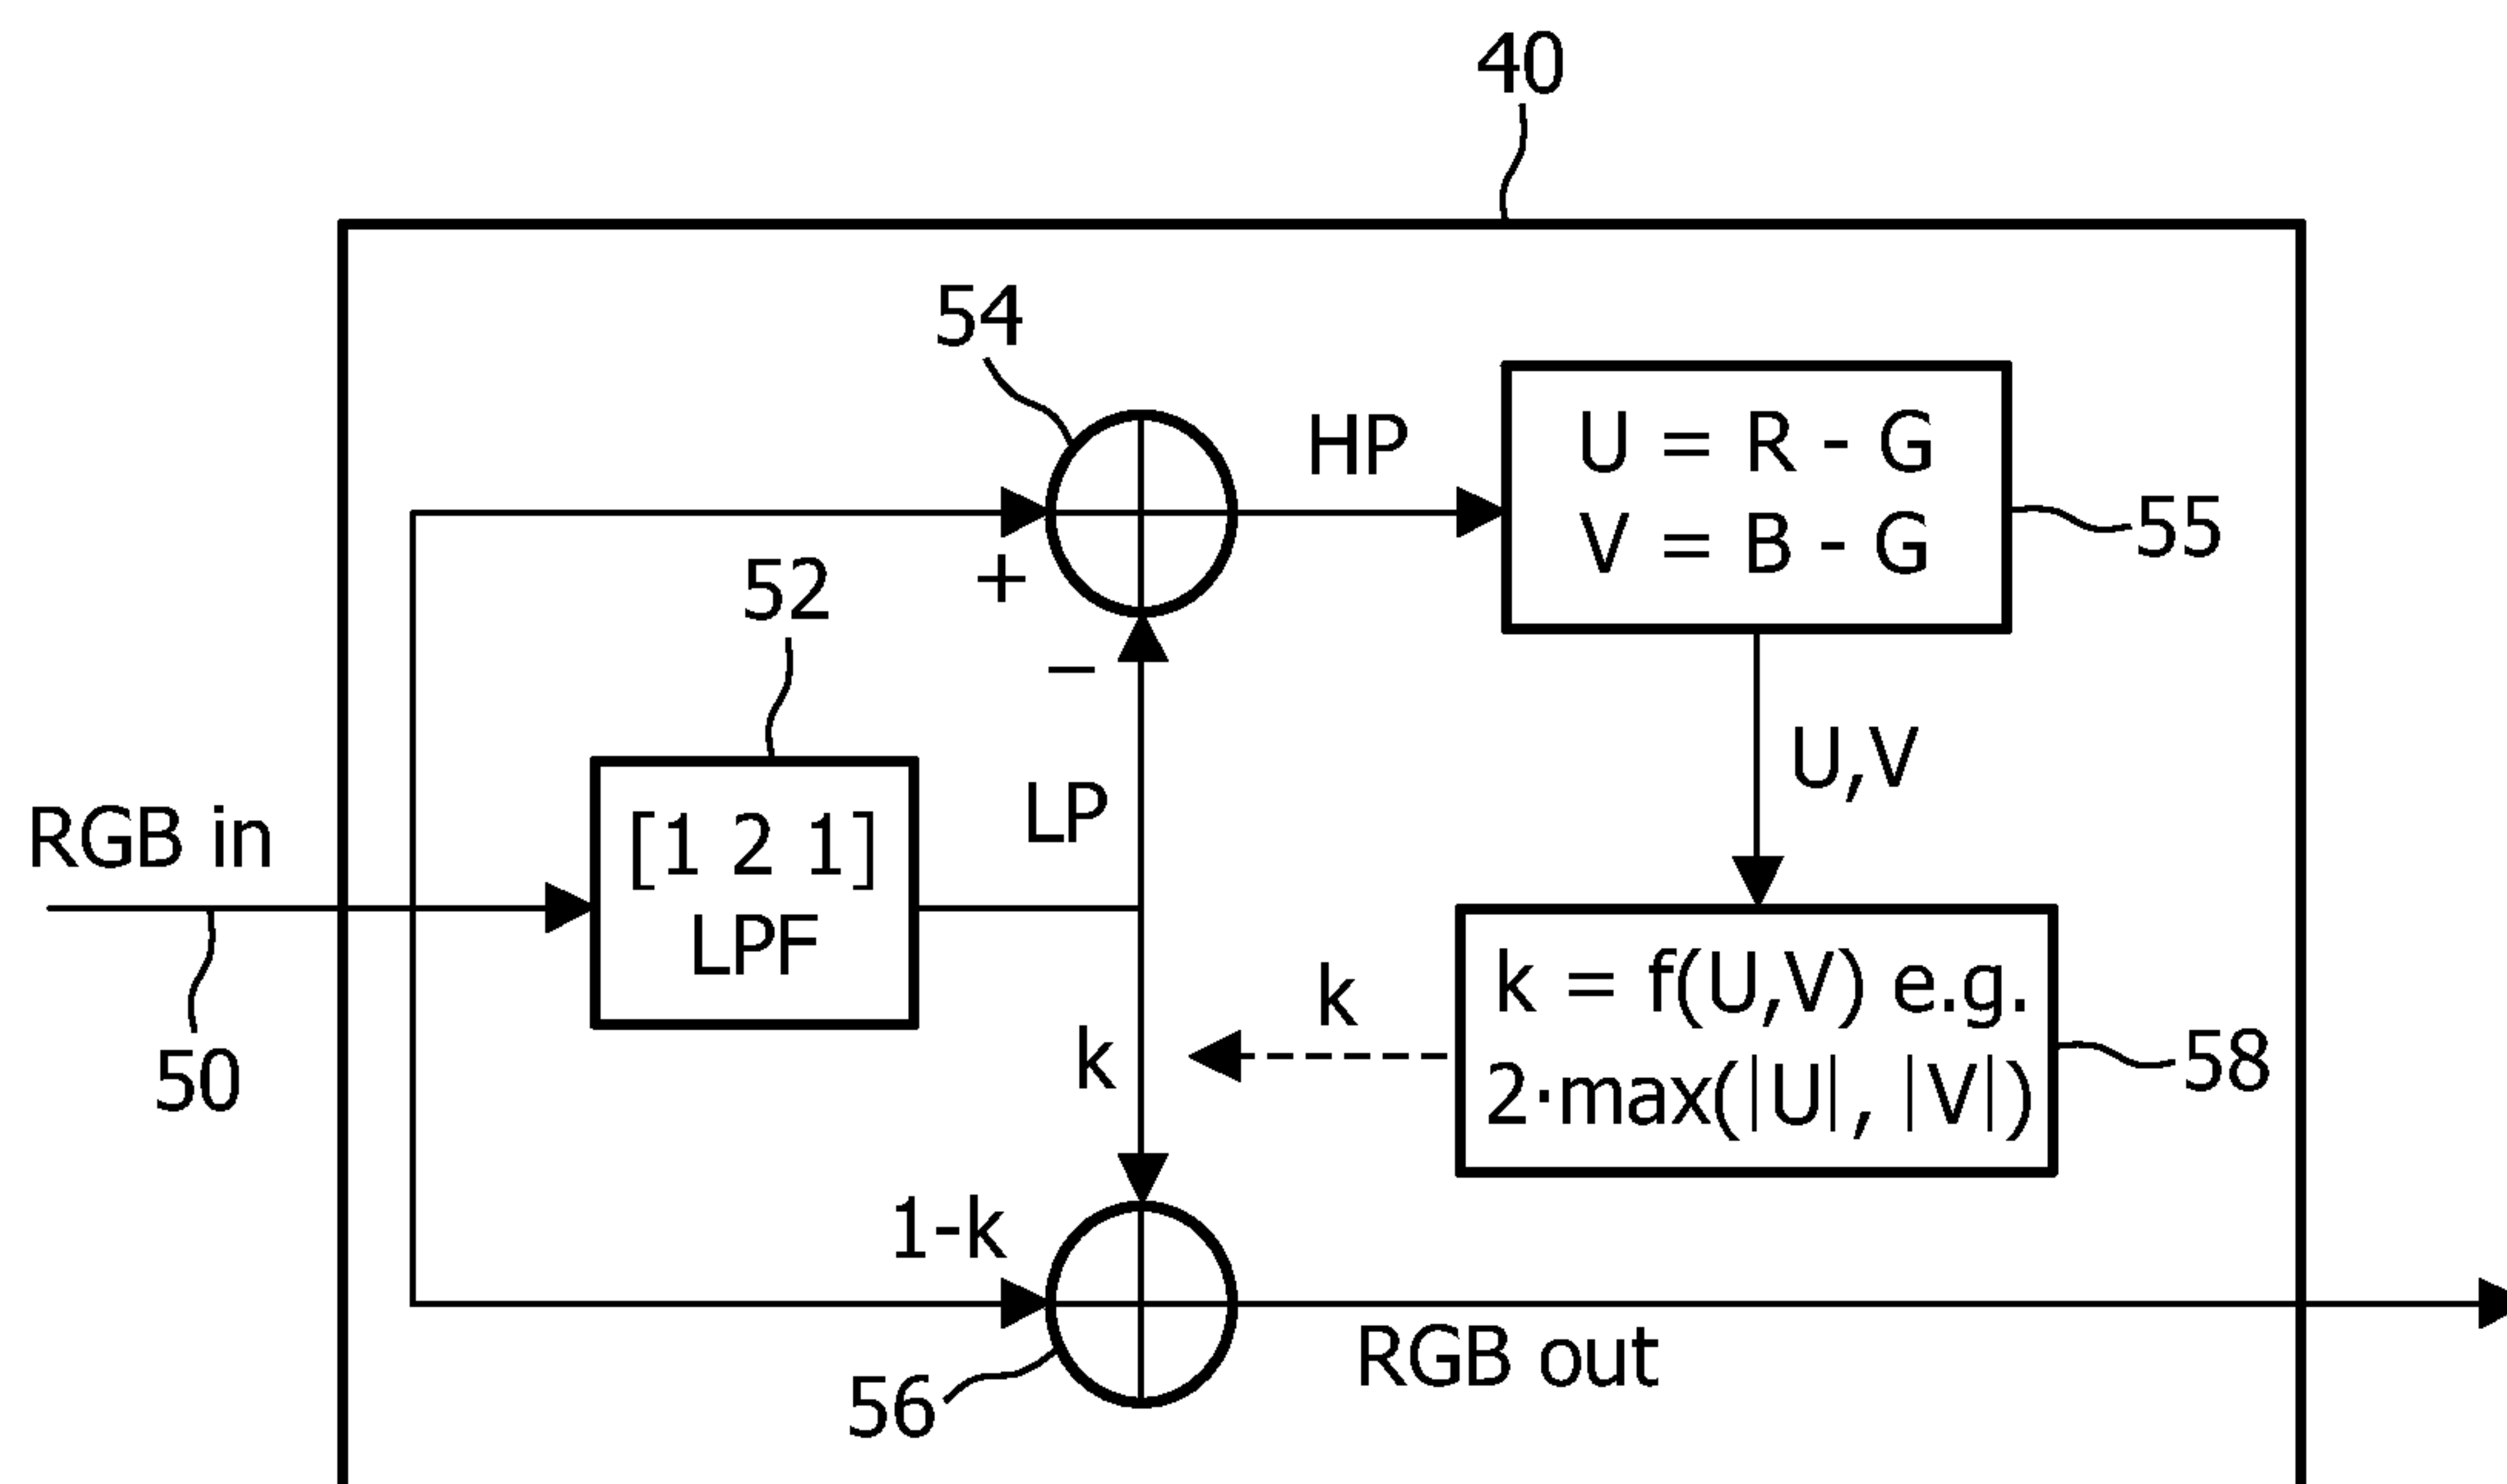 40
54
HP
U = R - G
V = B - G
55
+
52
−
U,V
LP
RGB in
[1 2 1]
LPF
k = f(U,V) e.g.
2·max(|U|, |V|)
58
k
k
50
1-k
RGB out
56